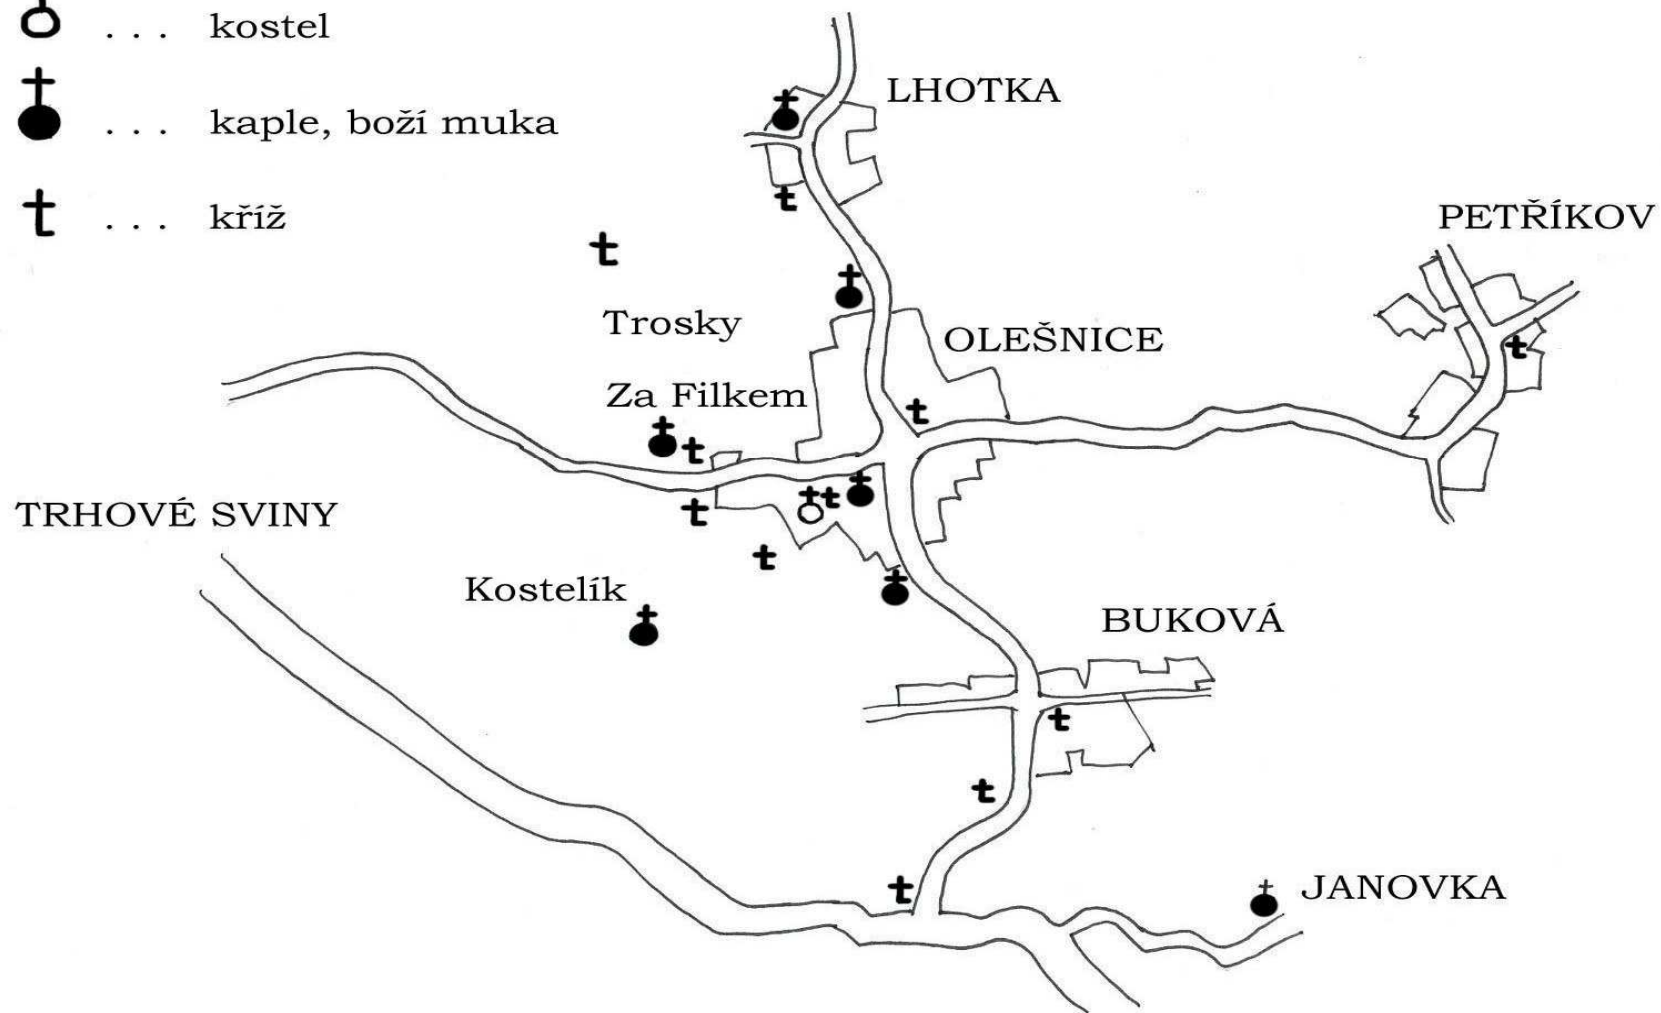 ... kostel
... kaple, boží muka
... kříž
LHOTKA
PETŘÍKOV
Trosky
OLEŠNICE
Za Filkem
TRHOVÉ SVINY
Kostelík
BUKOVÁ
JANOVKA